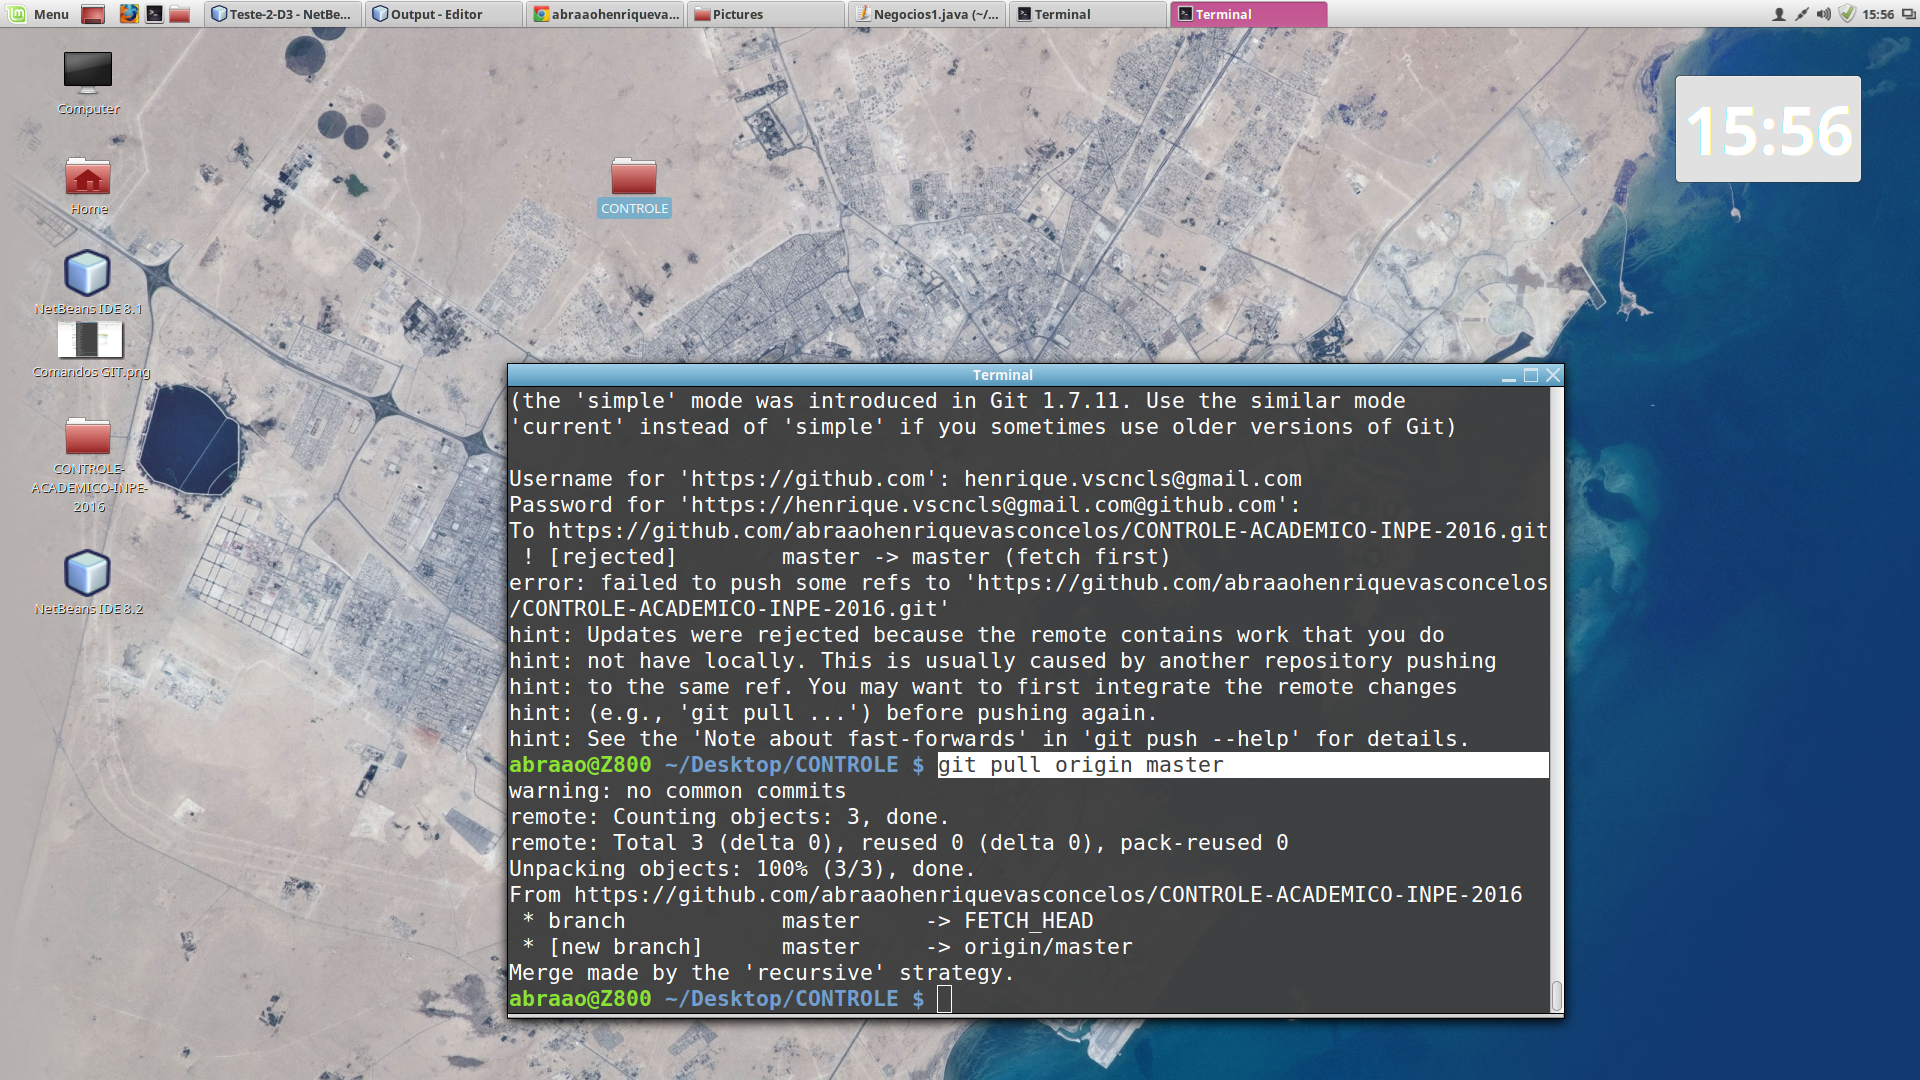 Menu
Teste-2-D3 - NetBe...
Output - Editor
abraaohenriqueva...
Pictures
Negocios1.java (~/...
Terminal
Terminal
15:56
Computer
Home
NetBeans IDE 8.1
Comandos GIT.png
CONTROLE-
ACADEMICO-INPE-
2016
NetBeans IDE 8.2
CONTROLE
15:56
Terminal
(the 'simple' mode was introduced in Git 1.7.11. Use the similar mode
'current' instead of 'simple' if you sometimes use older versions of Git)
Username for 'https://github.com': henrique.vscncls@gmail.com
Password for 'https://henrique.vscncls@gmail.com@github.com':
To https://github.com/abraaohenriquevasconcelos/CONTROLE-ACADEMICO-INPE-2016.git
! [rejected]        master -> master (fetch first)
error: failed to push some refs to 'https://github.com/abraaohenriquevasconcelos
/CONTROLE-ACADEMICO-INPE-2016.git'
hint: Updates were rejected because the remote contains work that you do
hint: not have locally. This is usually caused by another repository pushing
hint: to the same ref. You may want to first integrate the remote changes
hint: (e.g., 'git pull ...') before pushing again.
hint: See the 'Note about fast-forwards' in 'git push --help' for details.
abraao@Z800 ~/Desktop/CONTROLE $ git pull origin master
warning: no common commits
remote: Counting objects: 3, done.
remote: Total 3 (delta 0), reused 0 (delta 0), pack-reused 0
Unpacking objects: 100% (3/3), done.
From https://github.com/abraaohenriquevasconcelos/CONTROLE-ACADEMICO-INPE-2016
* branch            master     -> FETCH_HEAD
* [new branch]      master     -> origin/master
Merge made by the 'recursive' strategy.
abraao@Z800 ~/Desktop/CONTROLE $